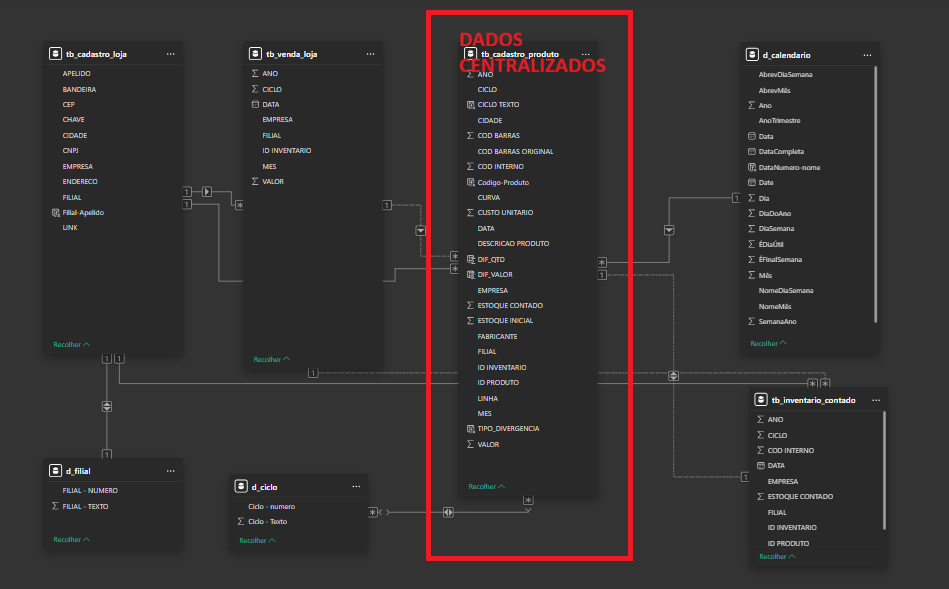 tb_cadastro_loja
APELIDO
BANDEIRA
CEP
CHAVE
CIDADE
CNPJ
EMPRESA
ENDERECO
FILIAL
Filial-Apelido
LINK
Recolher
tb_venda_loja
ANO
CICLO
DATA
EMPRESA
FILIAL
ID INVENTARIO
MES
VALOR
Recolher
DADOS
CENTRALIZADOS
tb_cadastro_produto
ANO
CICLO
CICLO TEXTO
CIDADE
COD BARRAS
COD BARRAS ORIGINAL
COD INTERNO
Codigo-Produto
CURVA
CUSTO UNITARIO
DATA
DESCRICAO PRODUTO
DIF_QTD
DIF_VALOR
EMPRESA
ESTOQUE CONTADO
ESTOQUE INICIAL
FABRICANTE
FILIAL
ID INVENTARIO
ID PRODUTO
LINHA
MES
TIPO_DIVERGENCIA
VALOR
Recolher
d_calendario
AbrevDiaSemana
AbrevMês
Ano
AnoTrimestre
Data
DataCompleta
DataNumero-nome
Date
Dia
DiaDoAno
DiaSemana
ÉDiaÚtil
ÉFinalSemana
Mês
NomeDiaSemana
NomeMês
SemanaAno
Recolher
d_filial
FILIAL - NUMERO
FILIAL - TEXTO
Recolher
d_ciclo
Ciclo - numero
Ciclo - Texto
Recolher
tb_inventario_contado
ANO
CICLO
COD INTERNO
DATA
EMPRESA
ESTOQUE CONTADO
FILIAL
ID INVENTARIO
ID PRODUTO
Recolher
1
*
1
1
*
*
1
*
1
1
1
1
1
*
*
1
*
*